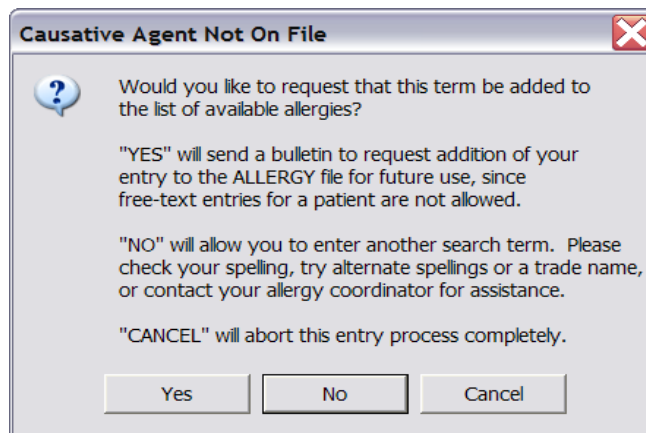 Causative Agent Not On File
Would you like to request that this term be added to
the list of available allergies?
"YES" will send a bulletin to request addition of your
entry to the ALLERGY file for future use, since
free-text entries for a patient are not allowed.
"NO" will allow you to enter another search term.  Please
check your spelling, try alternate spellings or a trade name,
or contact your allergy coordinator for assistance.
"CANCEL" will abort this entry process completely.
Yes No Cancel